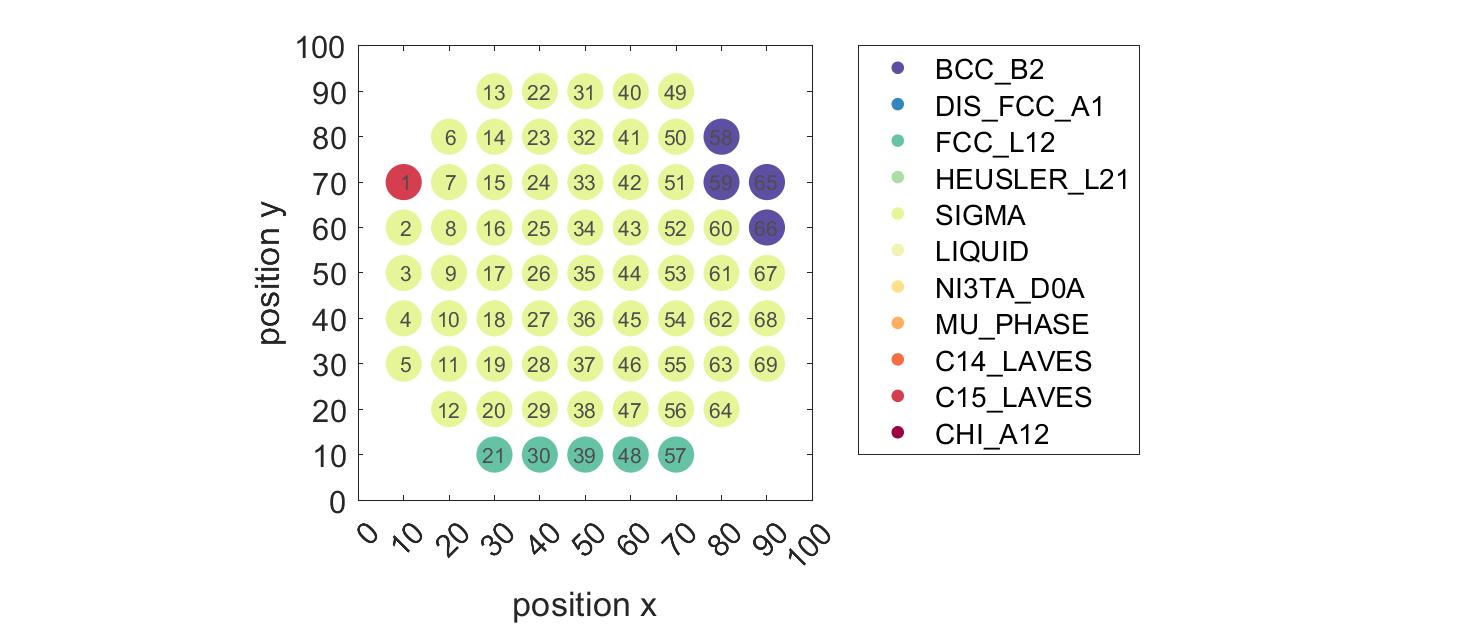 100
90 13 22 31 40 49
80 6 14 23 32 41 50 58
70 1 7 15 24 33 42 51 59 65
60 2 8 16 25 34 43 52 60 66
50 3 9 17 26 35 44 53 61 67
40 4 10 18 27 36 45 54 62 68
30 5 11 19 28 37 46 55 63 69
20 12 20 29 38 47 56 64
10 21 30 39 48 57
0
position y
0 10 20 30 40 50 60 70 80 90 100
position x
BCC_B2
DIS_FCC_A1
FCC_L12
HEUSLER_L21
SIGMA
LIQUID
NI3TA_D0A
MU_PHASE
C14_LAVES
C15_LAVES
CHI_A12